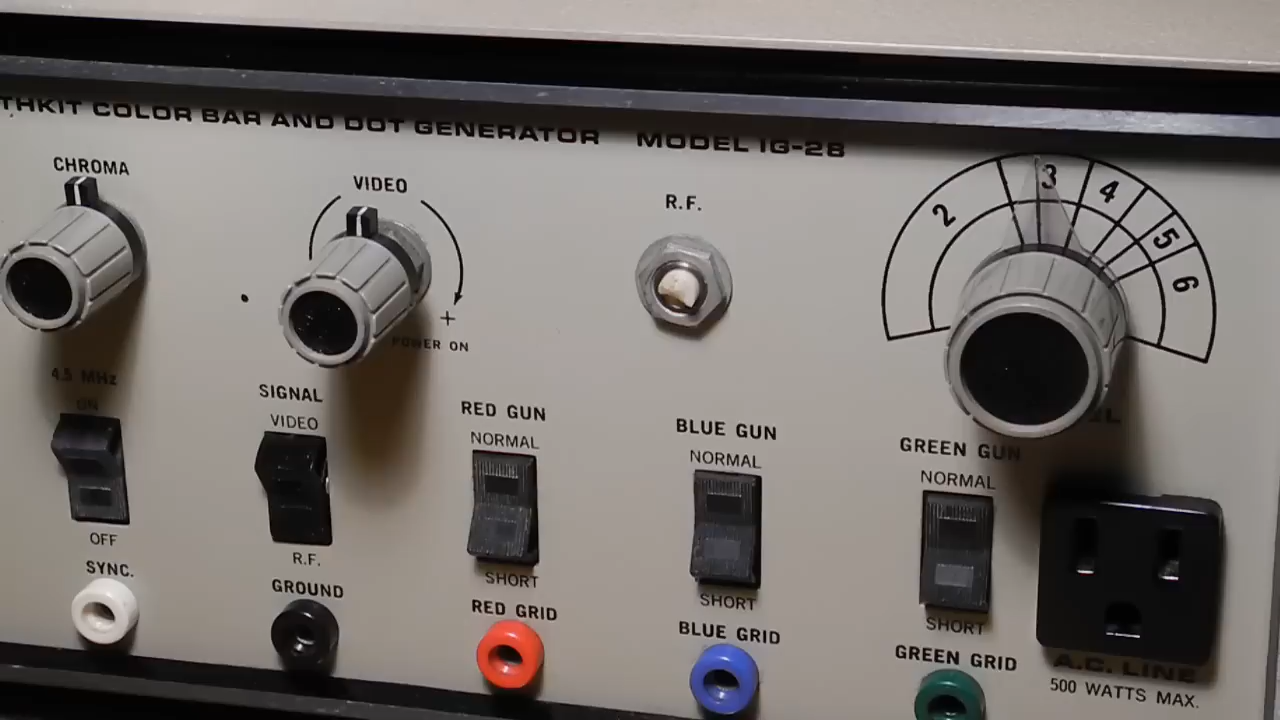 THKIT COLOR BAR AND DOT GENERATOR MODEL IG-28
CHROMA
VIDEO
R.F.
2
3
4
5
6
+
POWER ON
4.5 MHz
ON
OFF
SIGNAL
VIDEO
R.F.
RED GUN
NORMAL
SHORT
BLUE GUN
NORMAL
SHORT
GREEN GUN
NORMAL
SHORT
SYNC.
GROUND
RED GRID
BLUE GRID
GREEN GRID
A.C. LINE
500 WATTS MAX.